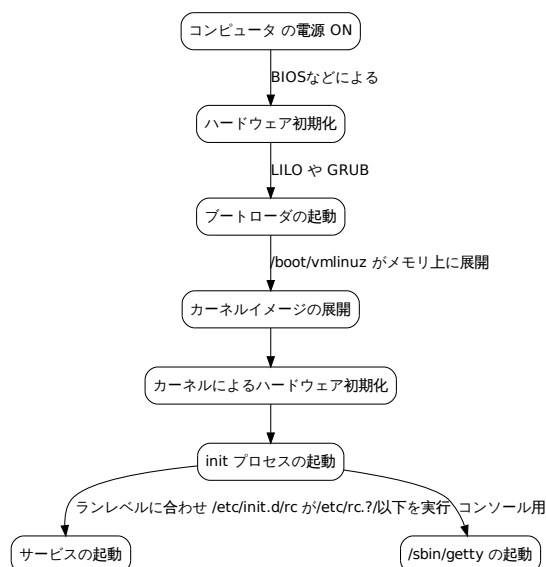 コンピュータ の電源 ON
BIOSなどによる
ハードウェア初期化
LILO や GRUB
ブートローダの起動
/boot/vmlinuz がメモリ上に展開
カーネルイメージの展開
カーネルによるハードウェア初期化
init プロセスの起動
ランレベルに合わせ /etc/init.d/rc が/etc/rc.?/以下を実行
コンソール用
サービスの起動
/sbin/getty の起動